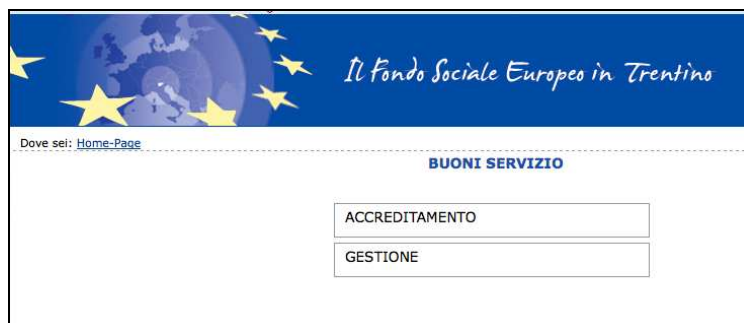 Il Fondo Sociale Europeo in Trentino
Dove sei: Home-Page
BUONI SERVIZIO
ACCREDITAMENTO
GESTIONE